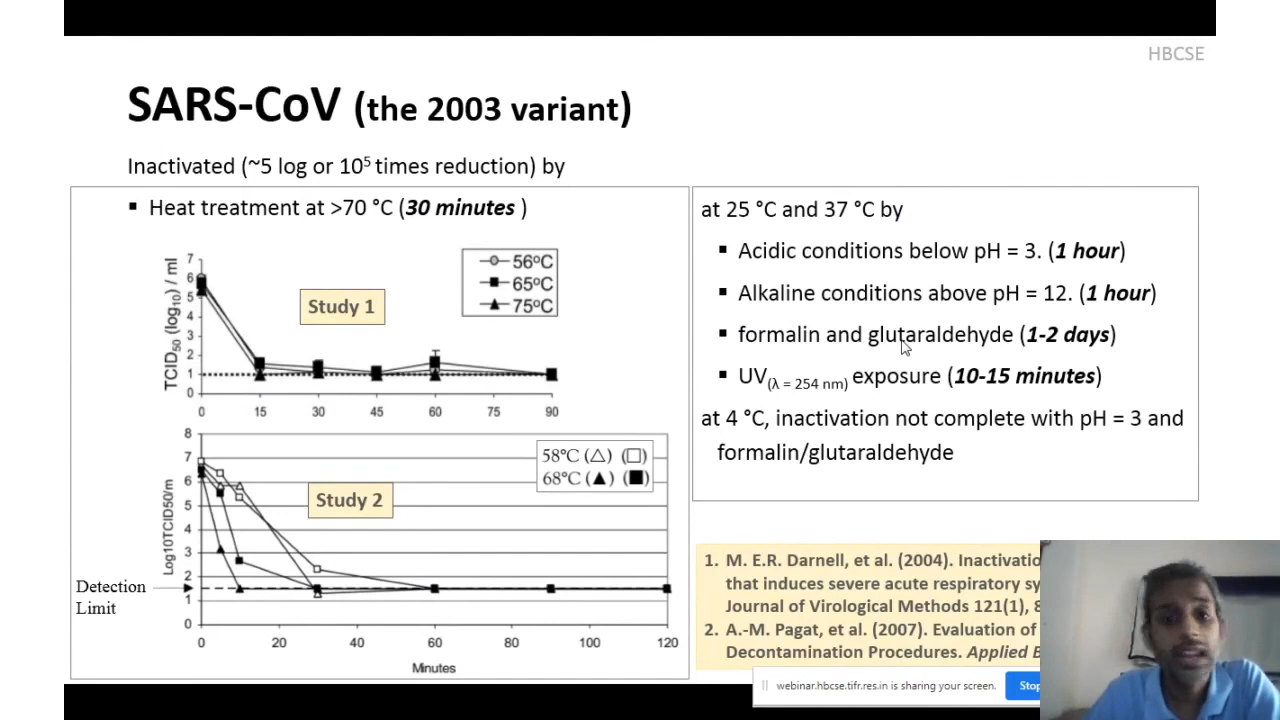 HBCSE
SARS-CoV (the 2003 variant)
Inactivated (~5 log or 10⁵ times reduction) by
▪ Heat treatment at >70 °C (30 minutes )
TCID₅₀ (log₁₀) / ml
7
6
5
4
3
2
1
0
0 15 30 45 60 75 90
Study 1
56°C
65°C
75°C
Log10TCID50/m
8
7
6
5
4
3
2
1
0
0 20 40 60 80 100 120
Minutes
Study 2
58°C (△) (□)
68°C (▲) (■)
Detection
Limit
at 25 °C and 37 °C by
▪ Acidic conditions below pH = 3. (1 hour)
▪ Alkaline conditions above pH = 12. (1 hour)
▪ formalin and glutaraldehyde (1-2 days)
▪ UV(λ = 254 nm) exposure (10-15 minutes)
at 4 °C, inactivation not complete with pH = 3 and
formalin/glutaraldehyde
1. M. E.R. Darnell, et al. (2004). Inactivatio
that induces severe acute respiratory sy
Journal of Virological Methods 121(1), 8
2. A.-M. Pagat, et al. (2007). Evaluation of
Decontamination Procedures. Applied B
webinar.hbcse.tifr.res.in is sharing your screen.
Stop